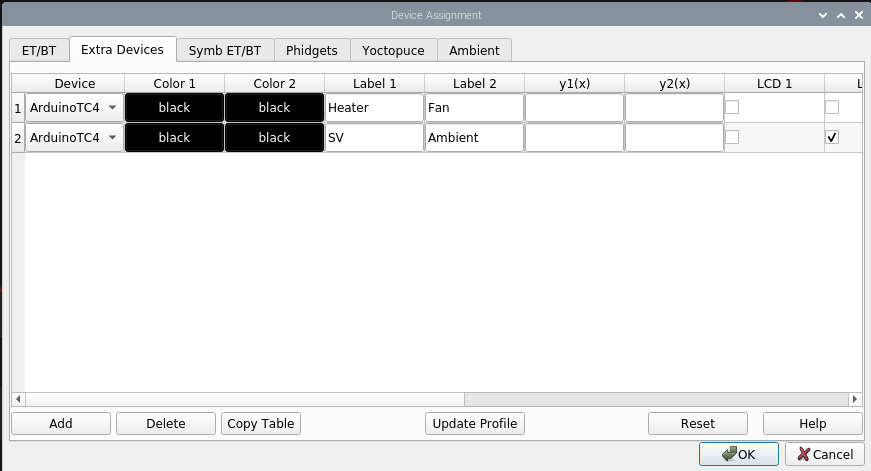 Device Assignment
ET/BT Extra Devices Symb ET/BT Phidgets Yoctopuce Ambient
Device Color 1 Color 2 Label 1 Label 2 y1(x) y2(x) LCD 1 L
1 ArduinoTC4 black black Heater Fan
2 ArduinoTC4 black black SV Ambient
Add Delete Copy Table Update Profile Reset Help
OK Cancel